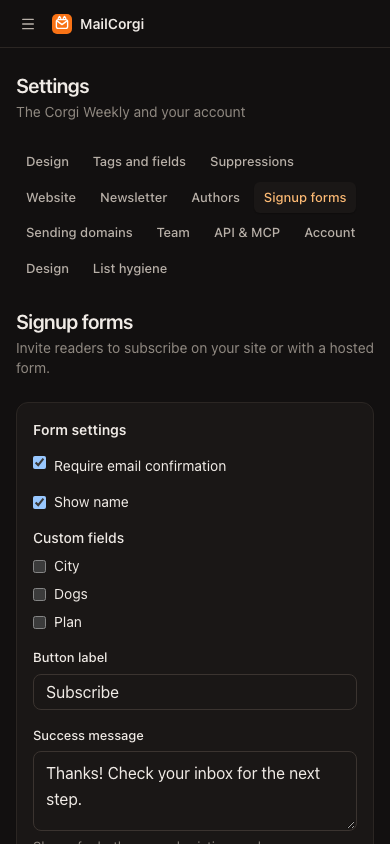 MailCorgi
Settings
The Corgi Weekly and your account
Design Tags and fields Suppressions
Website Newsletter Authors Signup forms
Sending domains Team API & MCP Account
Design List hygiene
Signup forms
Invite readers to subscribe on your site or with a hosted
form.
Form settings
Require email confirmation
Show name
Custom fields
City
Dogs
Plan
Button label
Subscribe
Success message
Thanks! Check your inbox for the next
step.